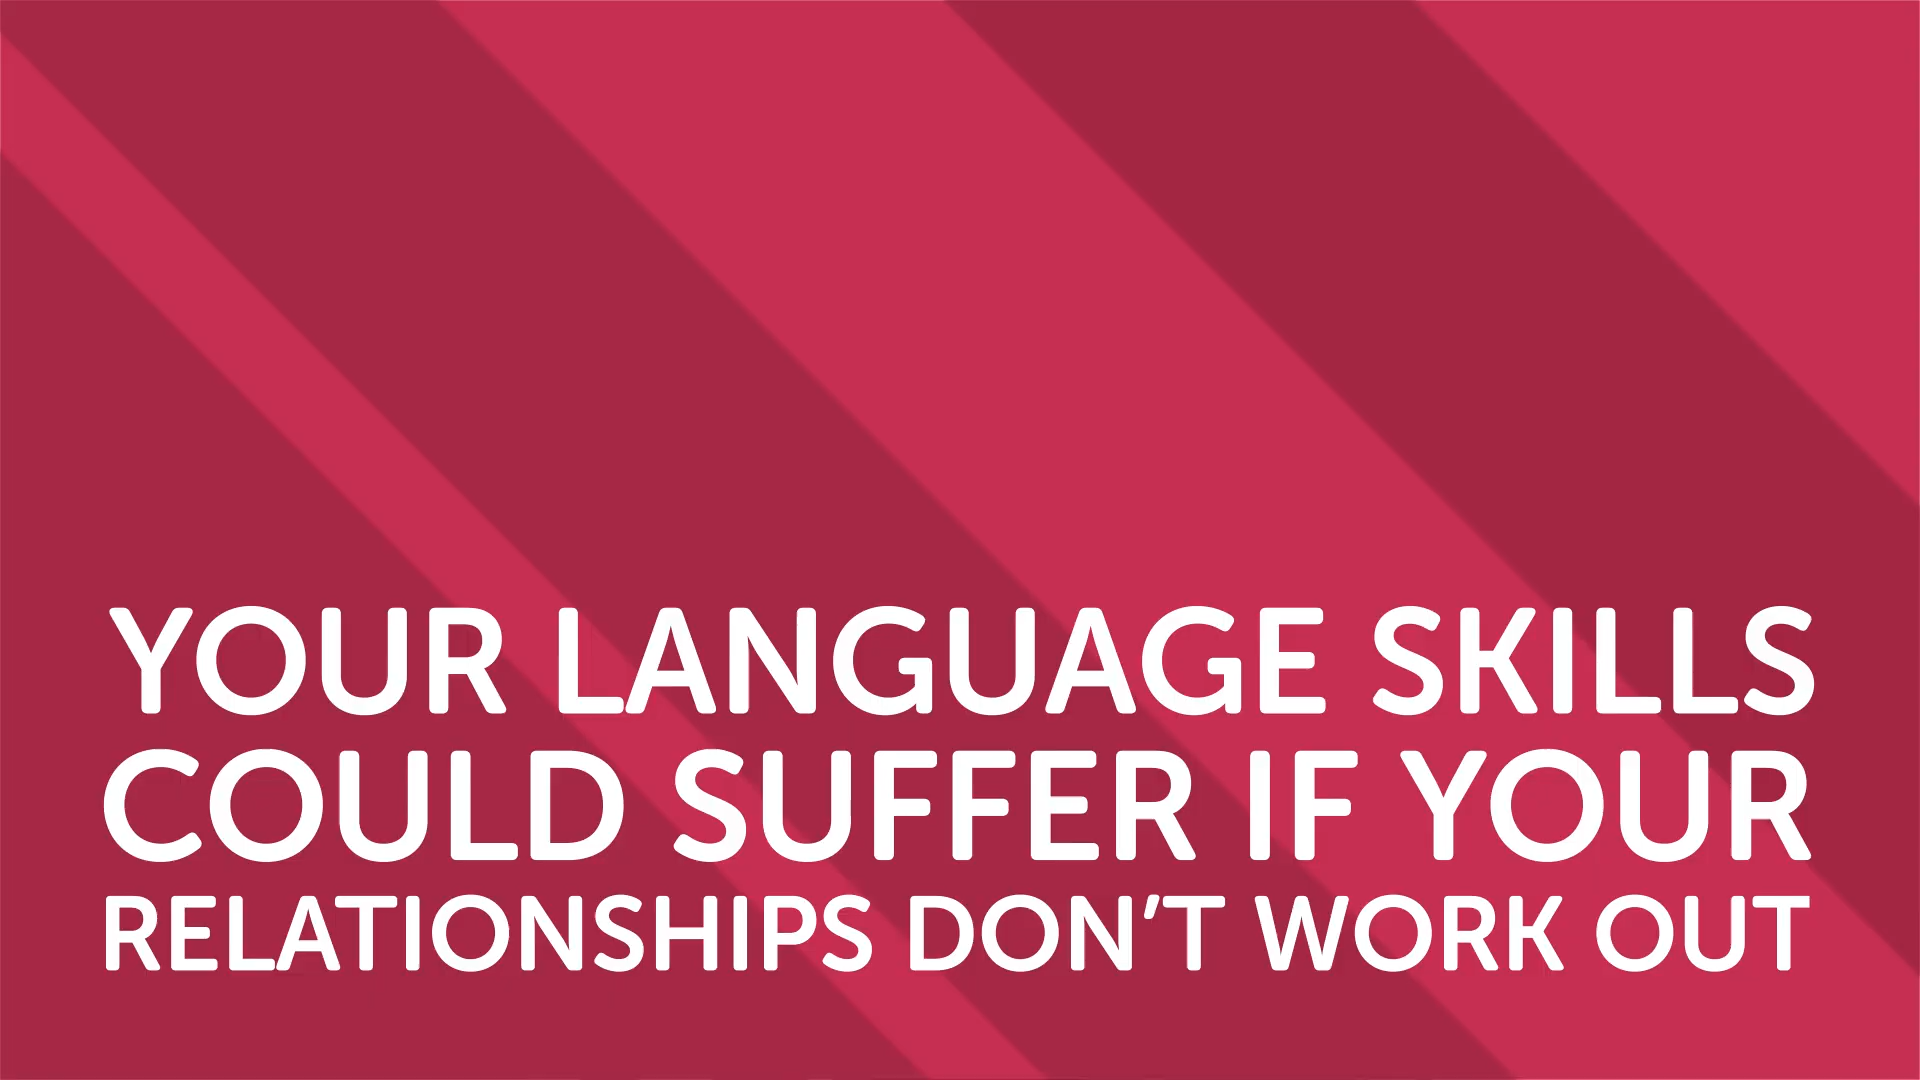 YOUR LANGUAGE SKILLS
COULD SUFFER IF YOUR
RELATIONSHIPS DON’T WORK OUT